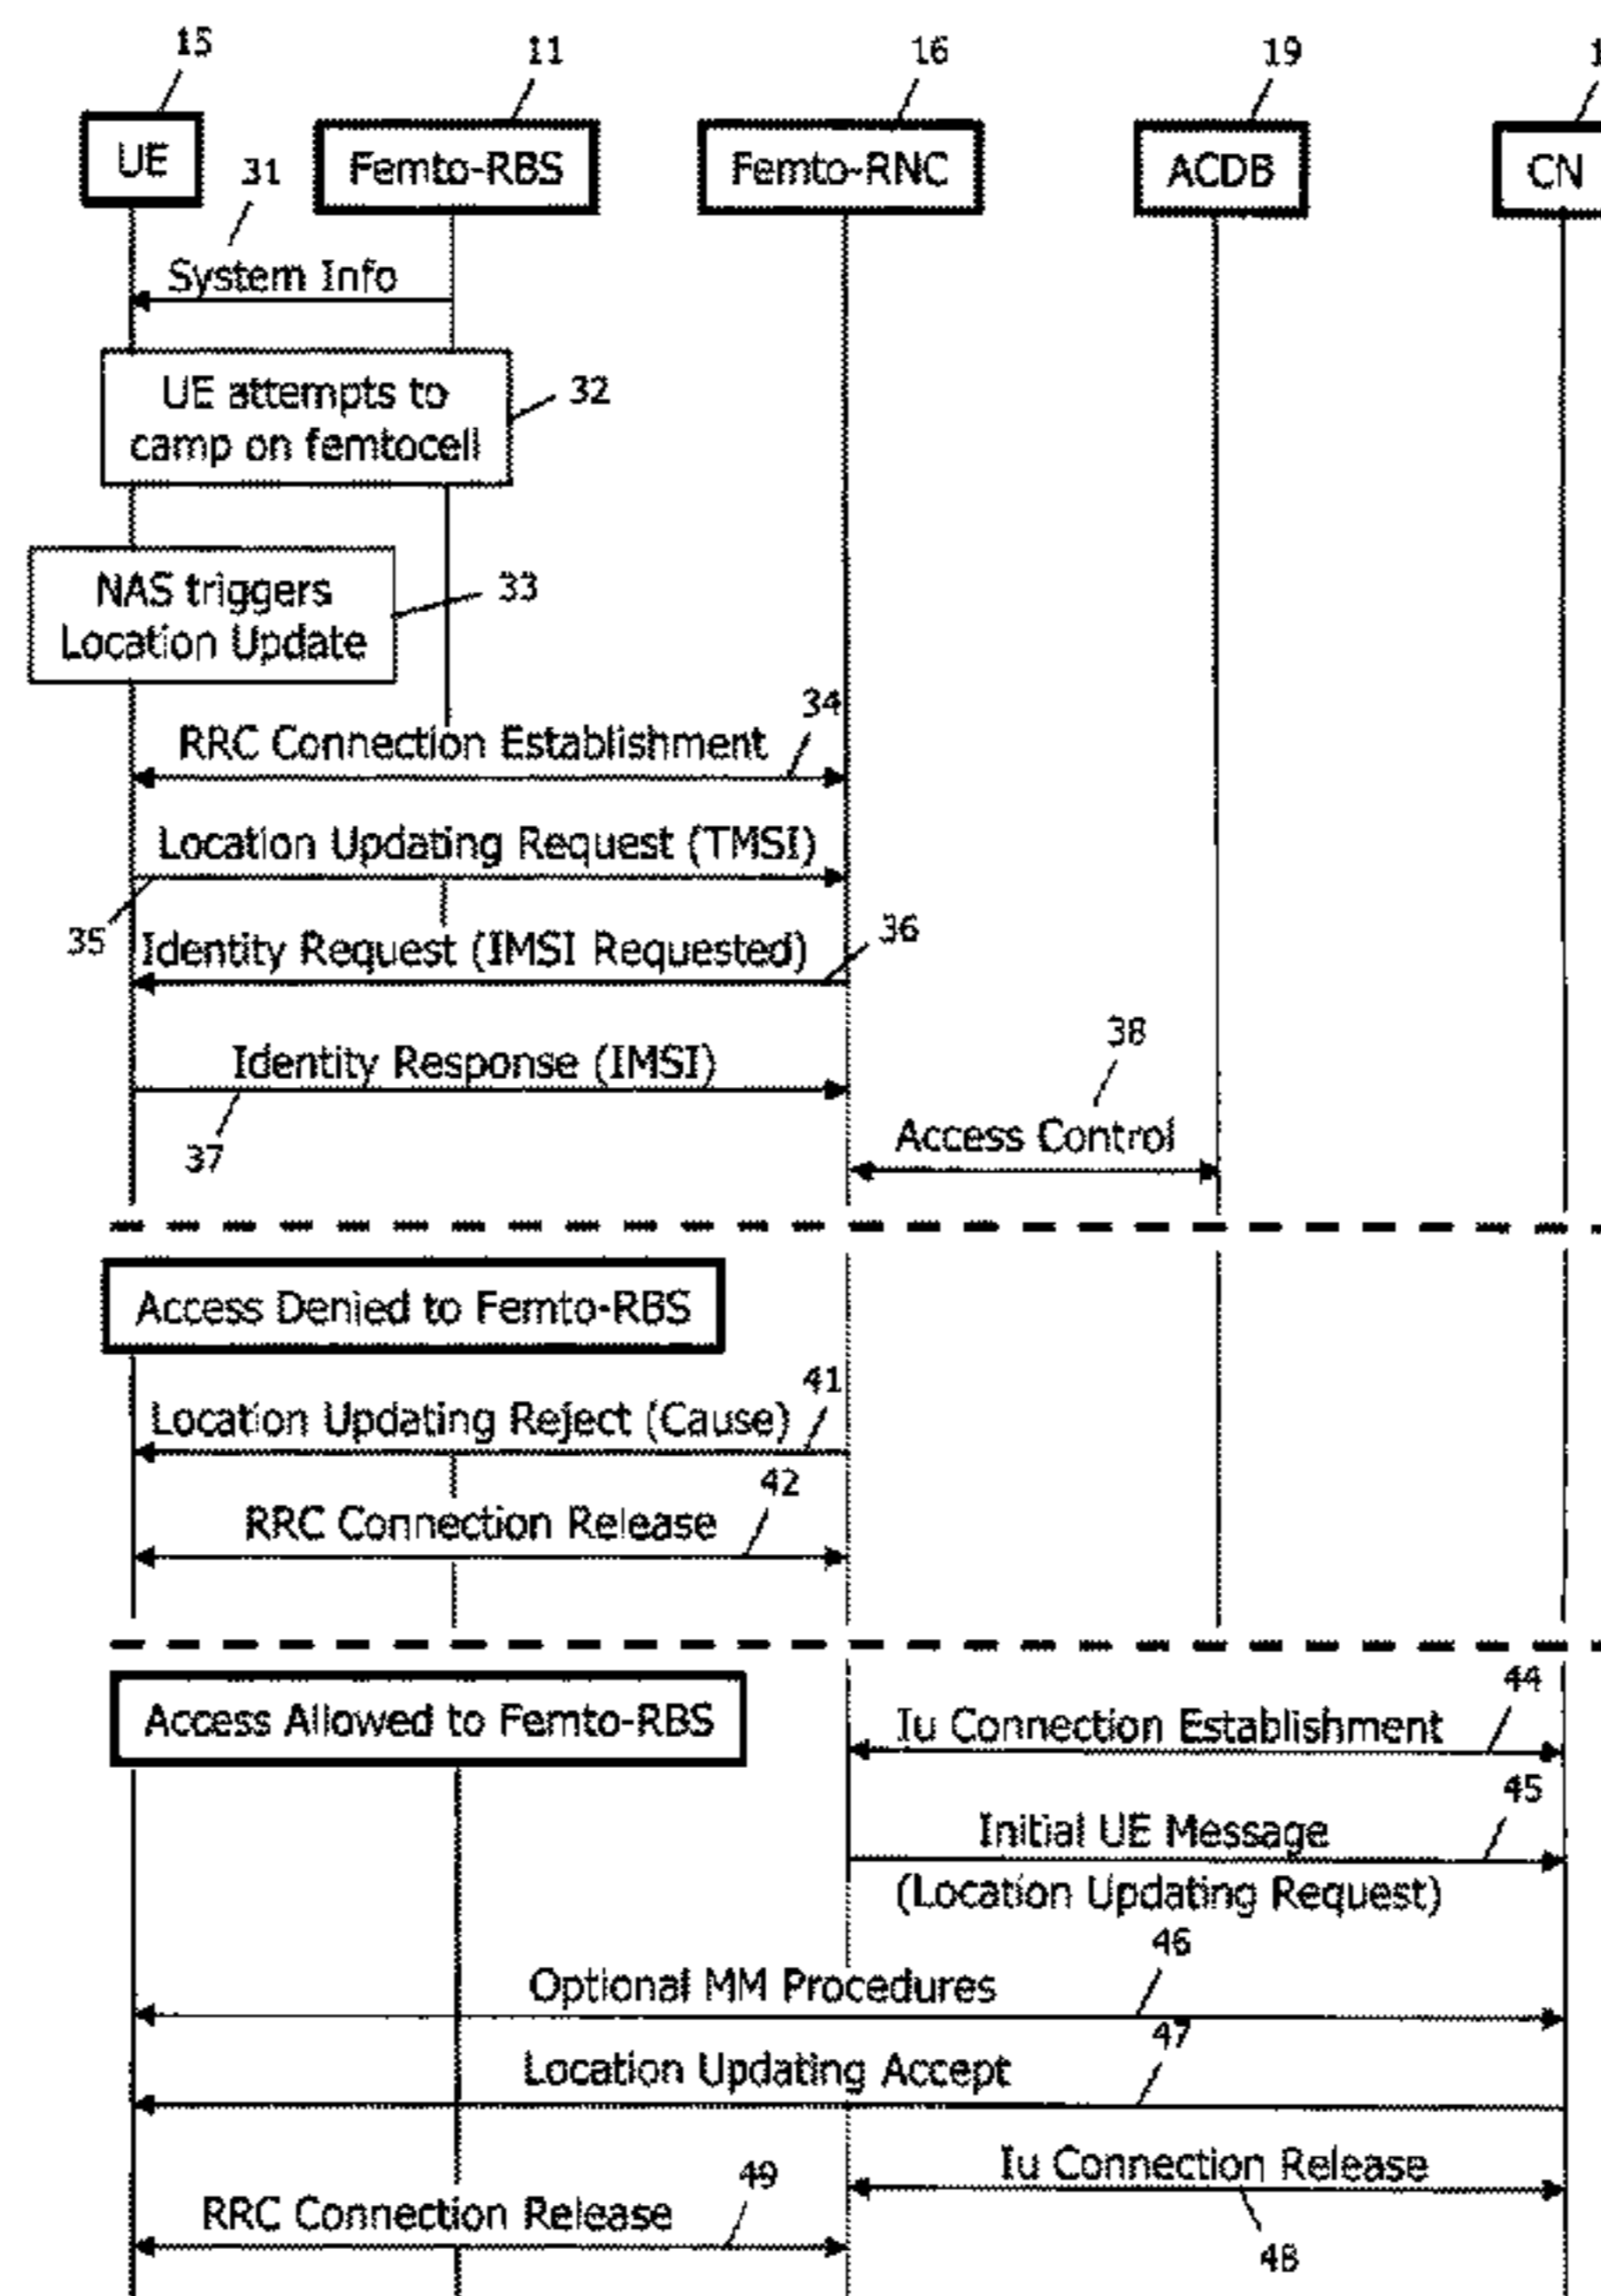 15
11
16
19
UE
Femto-RBS
Femto-RNC
ACDB
CN
31
System Info
UE attempts to
camp on femtocell
32
NAS triggers
Location Update
33
34
RRC Connection Establishment
Location Updating Request (TMSI)
35
36
Identity Request (IMSI Requested)
Identity Response (IMSI)
37
38
Access Control
Access Denied to Femto-RBS
41
Location Updating Reject (Cause)
42
RRC Connection Release
Access Allowed to Femto-RBS
44
Iu Connection Establishment
45
Initial UE Message
(Location Updating Request)
46
Optional MM Procedures
47
Location Updating Accept
Iu Connection Release
48
49
RRC Connection Release